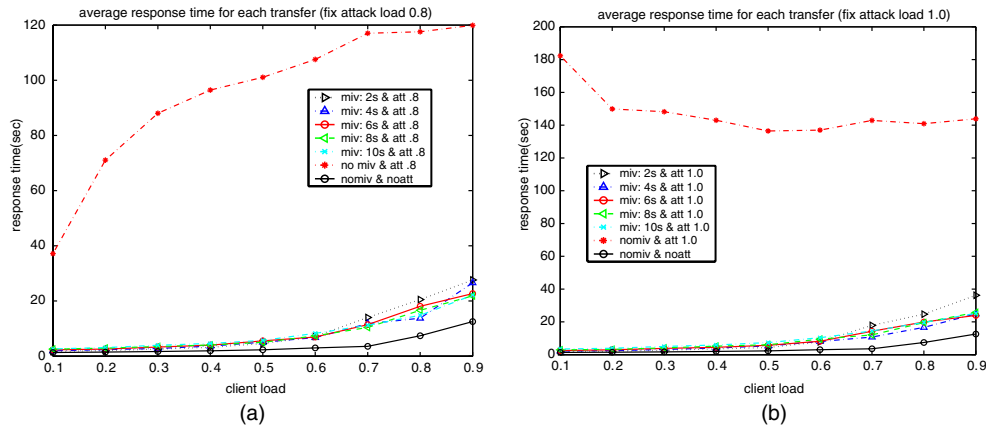 average response time for each transfer (fix attack load 0.8)
120
100
80
60
40
20
0
response time(sec)
miv: 2s & att .8
miv: 4s & att .8
miv: 6s & att .8
miv: 8s & att .8
miv: 10s & att .8
no miv & att .8
nomiv & noatt
0.1 0.2 0.3 0.4 0.5 0.6 0.7 0.8 0.9
client load
(a)
average response time for each transfer (fix attack load 1.0)
200
180
160
140
120
100
80
60
40
20
0
response time(sec)
miv: 2s & att 1.0
miv: 4s & att 1.0
miv: 6s & att 1.0
miv: 8s & att 1.0
miv: 10s & att 1.0
nomiv & att 1.0
nomiv & noatt
0.1 0.2 0.3 0.4 0.5 0.6 0.7 0.8 0.9
client load
(b)